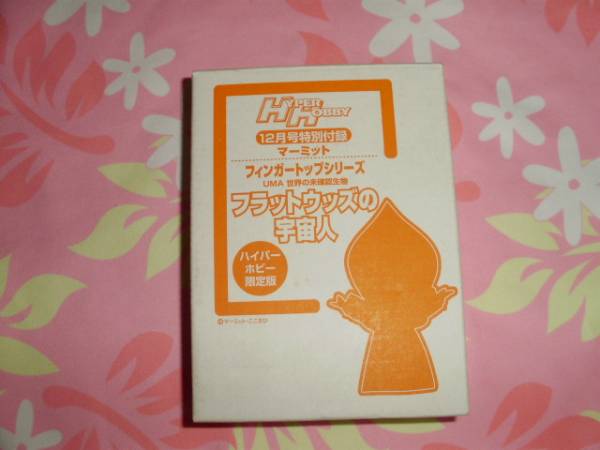 HYPER HOBBY
12月号特別付録
マーミット
フィンガートップシリーズ
UMA 世界の未確認生物
フラットウッズの
宇宙人
ハイパー
ホビー
限定版